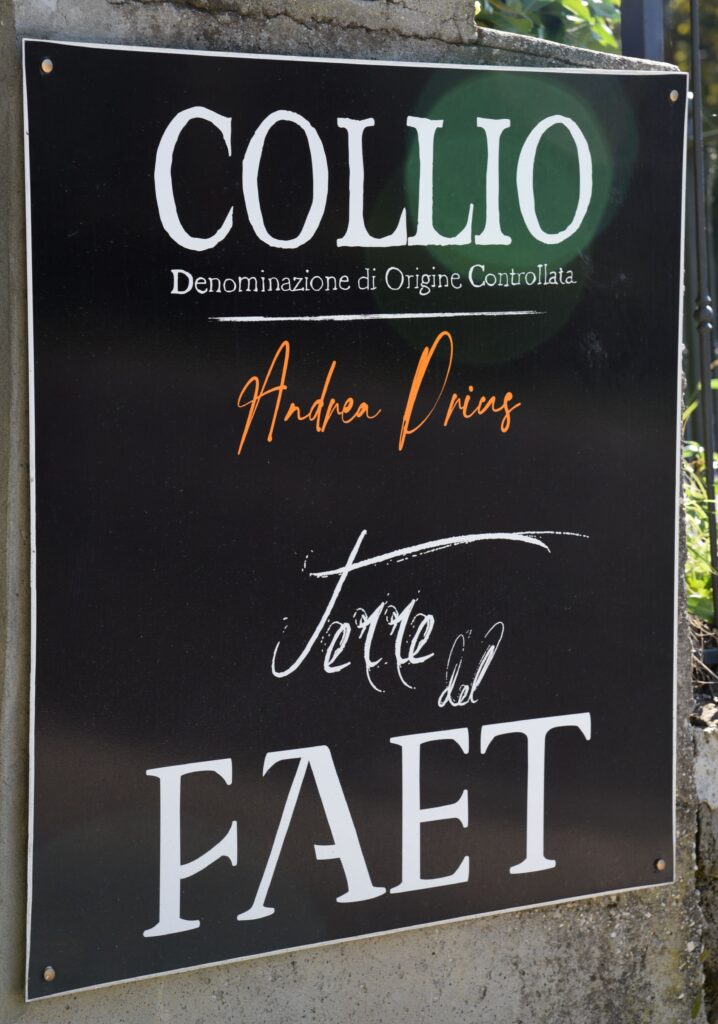 COLLIO
Denominazione di Origine Controllata
Andrea Drius
Terre
del
FAET